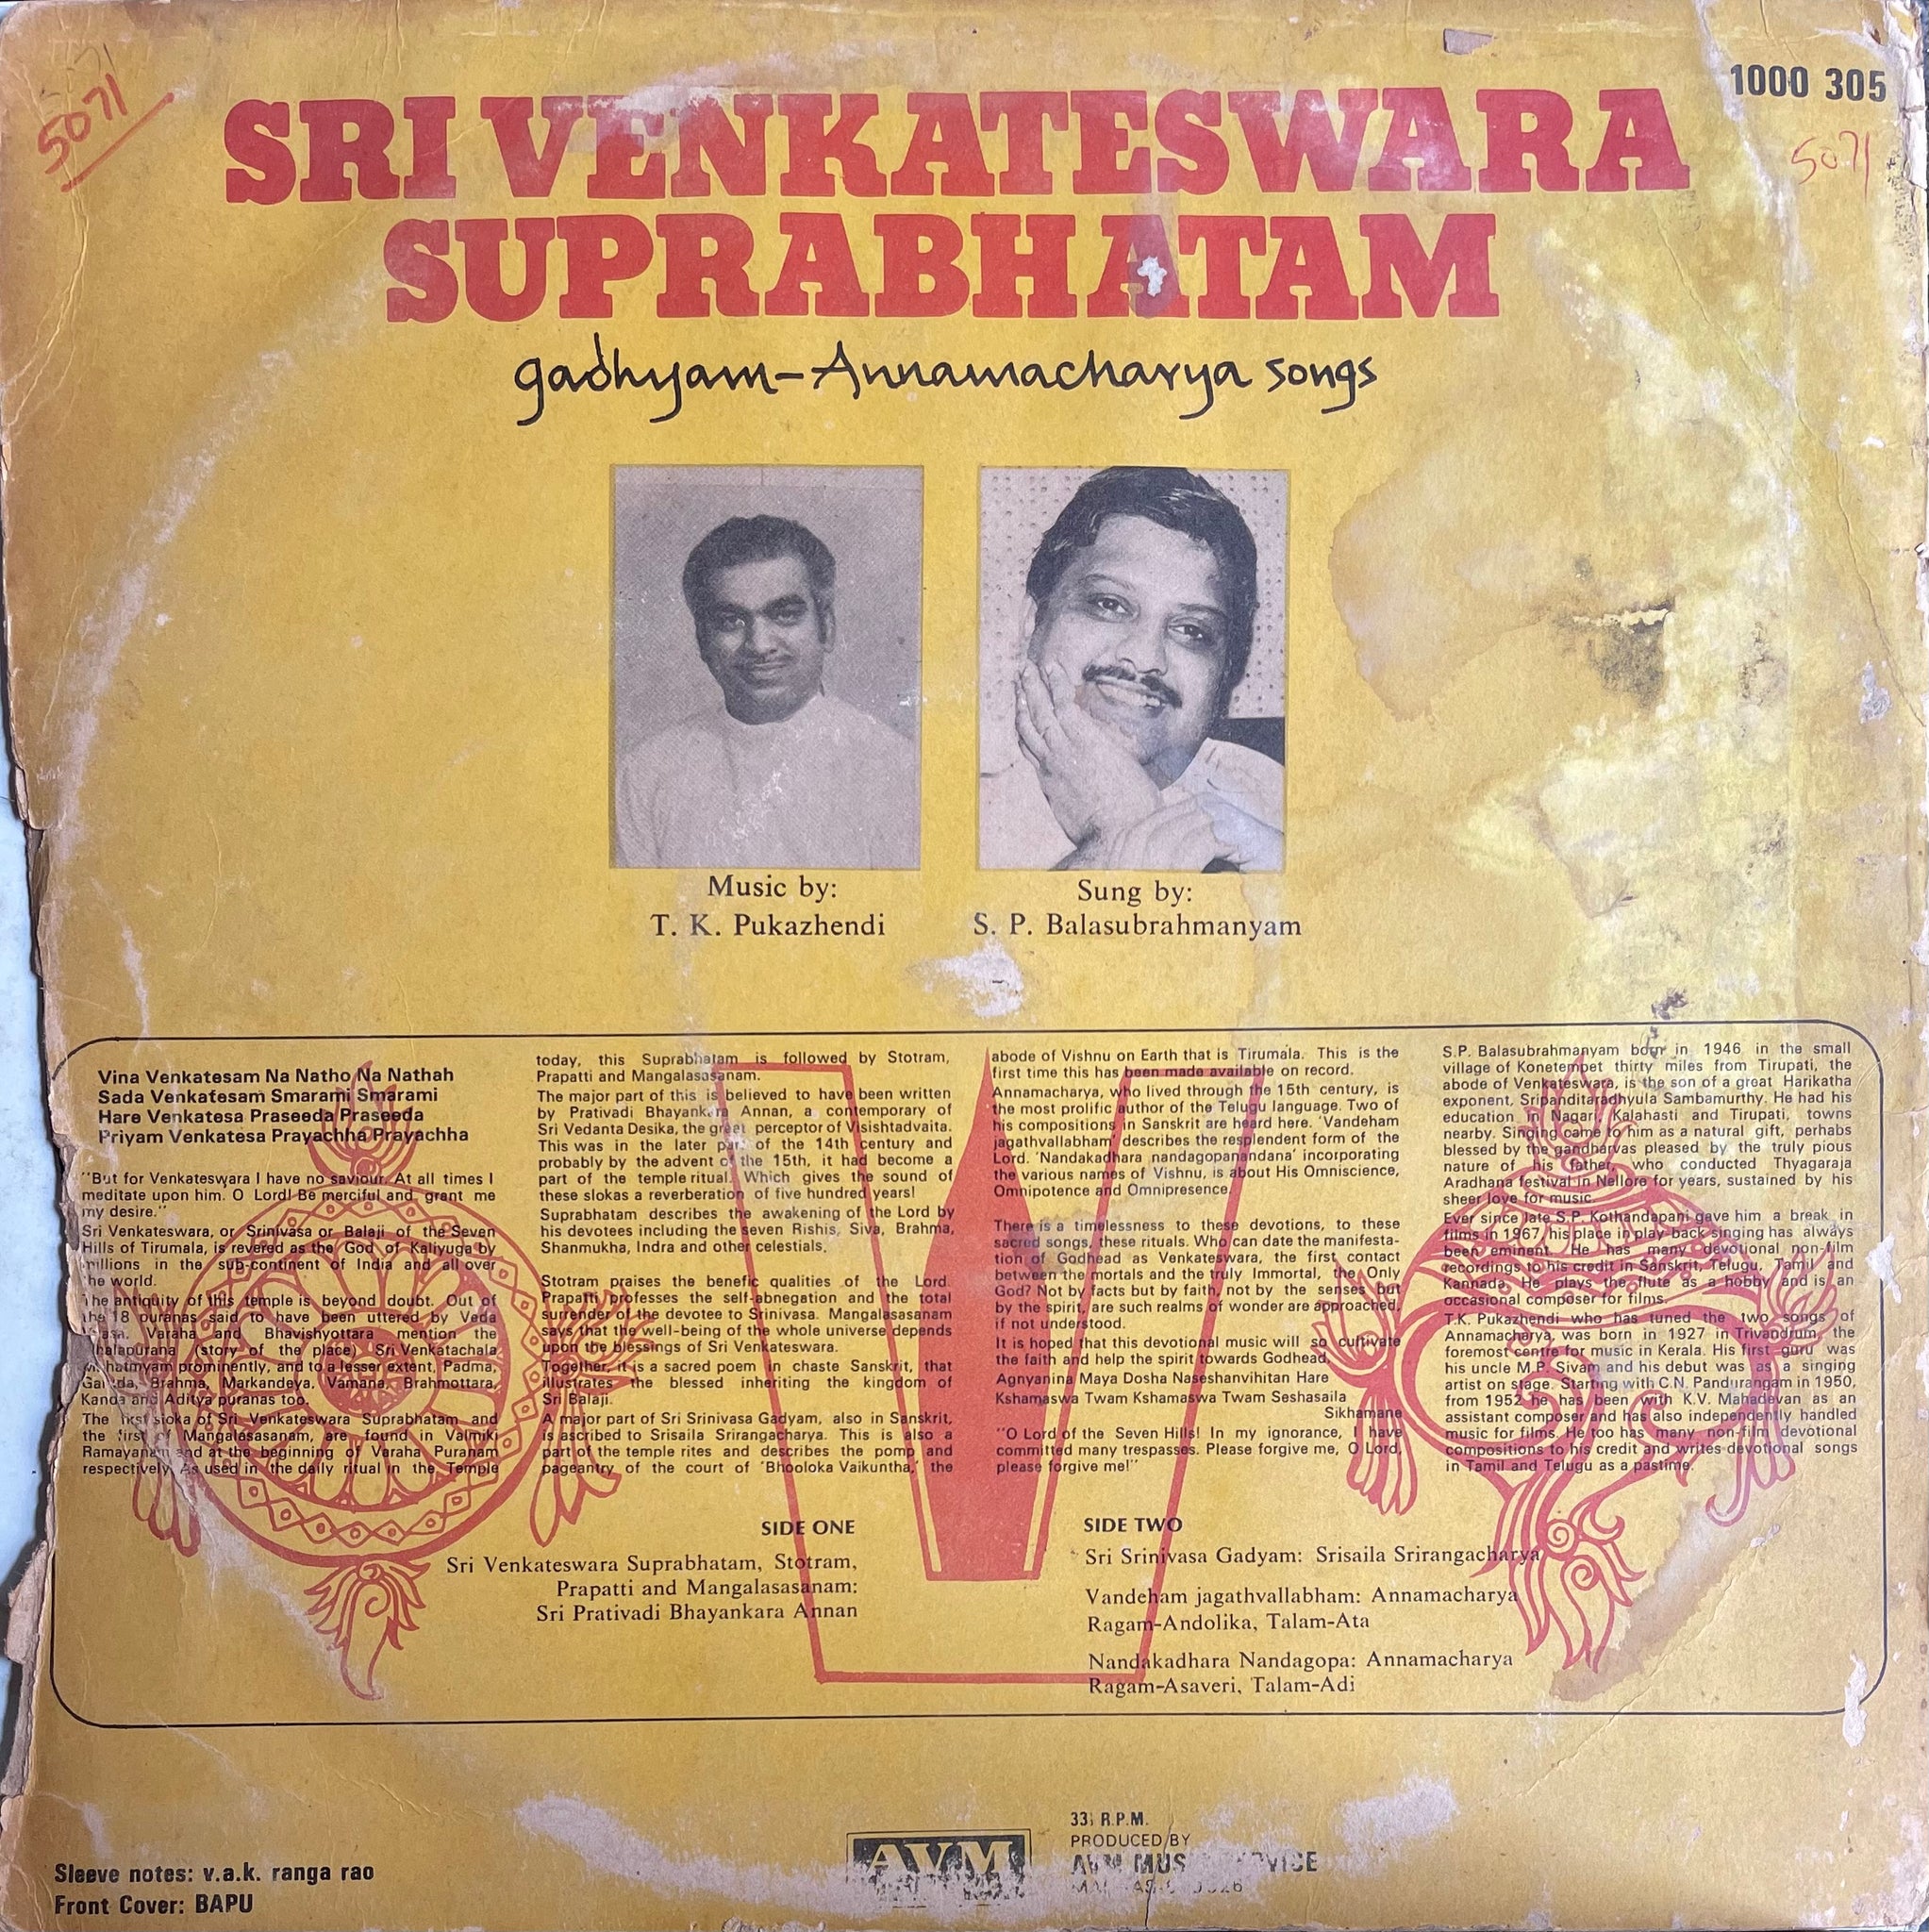 5071
1000 305
5071
SRI VENKATESWARA
SUPRABHATAM
gadhyam-Annamacharya songs
Music by:
T. K. Pukazhendi
Sung by:
S. P. Balasubrahmanyam
Vina Venkatesam Na Natho Na Nathah
Sada Venkatesam Smarami Smarami
Hare Venkatesa Praseeda Praseeda
Priyam Venkatesa Prayachha Prayachha
"But for Venkateswara I have no saviour. At all times I
meditate upon him. O Lord! Be merciful and grant me
my desire."
Sri Venkateswara, or Srinivasa or Balaji of the Seven
Hills of Tirumala, is revered as the God of Kaliyuga by
millions in the sub-continent of India and all over
the world.
The antiquity of this temple is beyond doubt. Out of
the 18 puranas said to have been uttered by Veda
Varaha and Bhavishyottara mention the
(story of the place) Sri Venkatachala
prominently, and to a lesser extent, Padma,
Brahma, Markandeya, Vamana, Brahmottara,
Kanda and Aditya puranas too.
The first sloka of Sri Venkateswara Suprabhatam and
the first of Mangalasasanam, are found in Valmiki
Ramayanam and at the beginning of Varaha Puranam
respectively. As used in the daily ritual in the Temple
today, this Suprabhatam is followed by Stotram,
Prapatti and Mangalasasanam.
The major part of this is believed to have been written
by Prativadi Bhayankara Annan, a contemporary of
Sri Vedanta Desika, the great perceptor of Visishtadvaita.
This was in the later part of the 14th century and
probably by the advent of the 15th, it had become a
part of the temple ritual. Which gives the sound of
these slokas a reverberation of five hundred years!
Suprabhatam describes the awakening of the Lord by
his devotees including the seven Rishis, Siva, Brahma,
Shanmukha, Indra and other celestials.
Stotram praises the benefic qualities of the Lord.
Prapatti professes the self-abnegation and the total
surrender of the devotee to Srinivasa. Mangalasasanam
says that the well-being of the whole universe depends
upon the blessings of Sri Venkateswara.
Together, it is a sacred poem in chaste Sanskrit, that
illustrates the blessed inheriting the kingdom of
Sri Balaji.
A major part of Sri Srinivasa Gadyam, also in Sanskrit,
is ascribed to Srisaila Srirangacharya. This is also a
part of the temple rites and describes the pomp and
pageantry of the court of 'Bhooloka Vaikuntha,' the
abode of Vishnu on Earth that is Tirumala. This is the
first time this has been made available on record.
Annamacharya, who lived through the 15th century, is
the most prolific author of the Telugu language. Two of
his compositions in Sanskrit are heard here. 'Vandeham
jagathvallabham' describes the resplendent form of the
Lord. 'Nandakadhara nandagopanandana' incorporating
the various names of Vishnu, is about His Omniscience,
Omnipotence and Omnipresence.
There is a timelessness to these devotions, to these
sacred songs, these rituals. Who can date the manifesta-
tion of Godhead as Venkateswara, the first contact
between the mortals and the truly Immortal, the Only
God? Not by facts but by faith, not by the senses but
by the spirit, are such realms of wonder are approached,
if not understood.
It is hoped that this devotional music will so cultivate
the faith and help the spirit towards Godhead.
Agnyanina Maya Dosha Naseshanvihitan Hare
Kshamaswa Twam Kshamaswa Twam Seshasaila
Sikhamane
"O Lord of the Seven Hills! In my ignorance, I have
committed many trespasses. Please forgive me, O Lord,
please forgive me!"
S.P. Balasubrahmanyam born in 1946 in the small
village of Konetempet thirty miles from Tirupati, the
abode of Venkateswara, is the son of a great Harikatha
exponent, Sripanditaradhyula Sambamurthy. He had his
education in Nagari, Kalahasti and Tirupati, towns
nearby. Singing came to him as a natural gift, perhaps
blessed by the gandharvas pleased by the truly pious
nature of his father, who conducted Thyagaraja
Aradhana festival in Nellore for years, sustained by his
sheer love for music.
Ever since late S.P. Kothandapani gave him a break in
films in 1967, his place in play-back singing has always
been eminent. He has many devotional non-film
recordings to his credit in Sanskrit, Telugu, Tamil and
Kannada. He plays the flute as a hobby and is an
occasional composer for films.
T.K. Pukazhendi who has tuned the two songs of
Annamacharya, was born in 1927 in Trivandrum, the
foremost centre for music in Kerala. His first guru was
his uncle M.P. Sivam and his debut was as a singing
artist on stage. Starting with C.N. Pandurangam in 1950,
from 1952 he has been with K.V. Mahadevan as an
assistant composer and has also independently handled
music for films. He too has many non-film devotional
compositions to his credit and writes devotional songs
in Tamil and Telugu as a pastime.
SIDE ONE
Sri Venkateswara Suprabhatam, Stotram,
Prapatti and Mangalasasanam:
Sri Prativadi Bhayankara Annan
SIDE TWO
Sri Srinivasa Gadyam: Srisaila Srirangacharya
Vandeham jagathvallabham: Annamacharya
Ragam-Andolika, Talam-Ata
Nandakadhara Nandagopa: Annamacharya
Ragam-Asaveri, Talam-Adi
Sleeve notes: v.a.k. ranga rao
Front Cover: BAPU
AVM
R.P.M.
PRODUCED BY
AVM